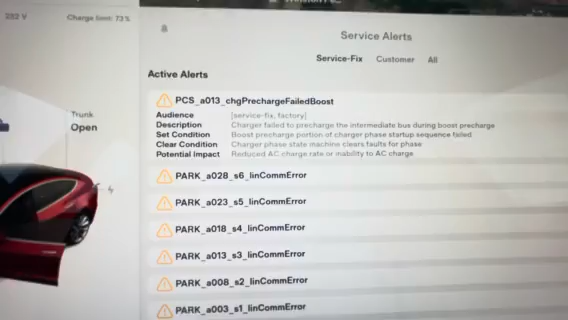 232 V Charge limit: 73%
Service Alerts
Service-Fix Customer All
Active Alerts
PCS_a013_chgPrechargeFailedBoost
Audience [service-fix, factory]
Description Charger failed to precharge the intermediate bus during boost precharge
Set Condition Boost precharge portion of charger phase startup sequence failed
Clear Condition Charger phase state machine clears faults for phase
Potential Impact Reduced AC charge rate or inability to AC charge
Trunk
Open
PARK_a028_s6_linCommError
PARK_a023_s5_linCommError
PARK_a018_s4_linCommError
PARK_a013_s3_linCommError
PARK_a008_s2_linCommError
PARK_a003_s1_linCommError